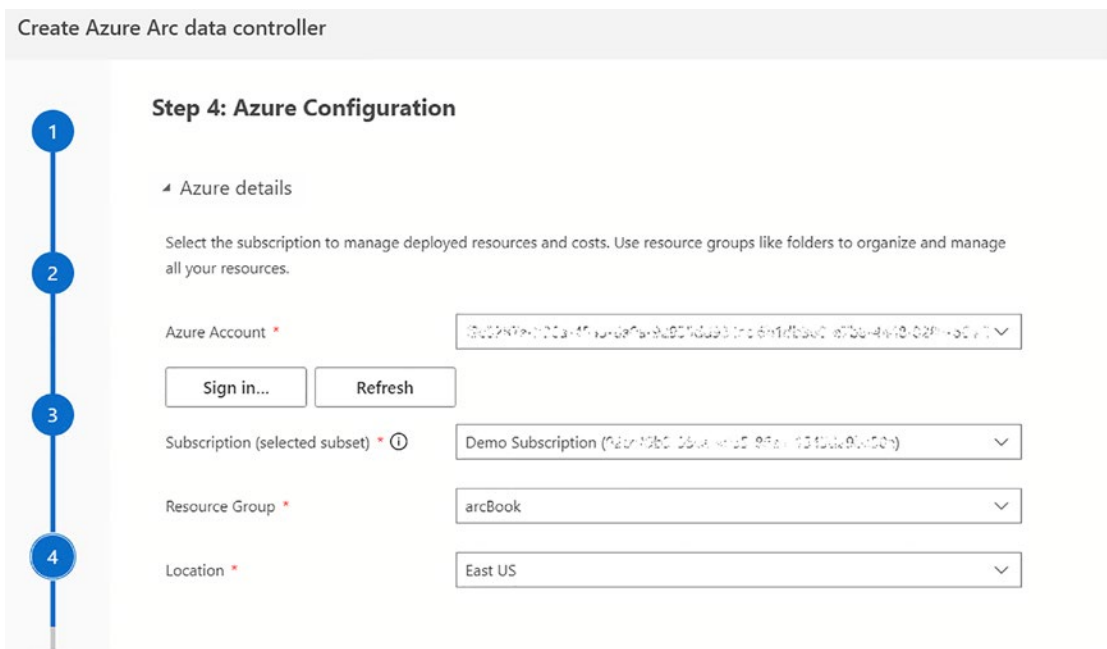 Create Azure Arc data controller
Step 4: Azure Configuration
1
Azure details
Select the subscription to manage deployed resources and costs. Use resource groups like folders to organize and manage
all your resources.
2
Azure Account *
Sign in... Refresh
3
Subscription (selected subset) * Demo Subscription (
Resource Group * arcBook
4
Location * East US